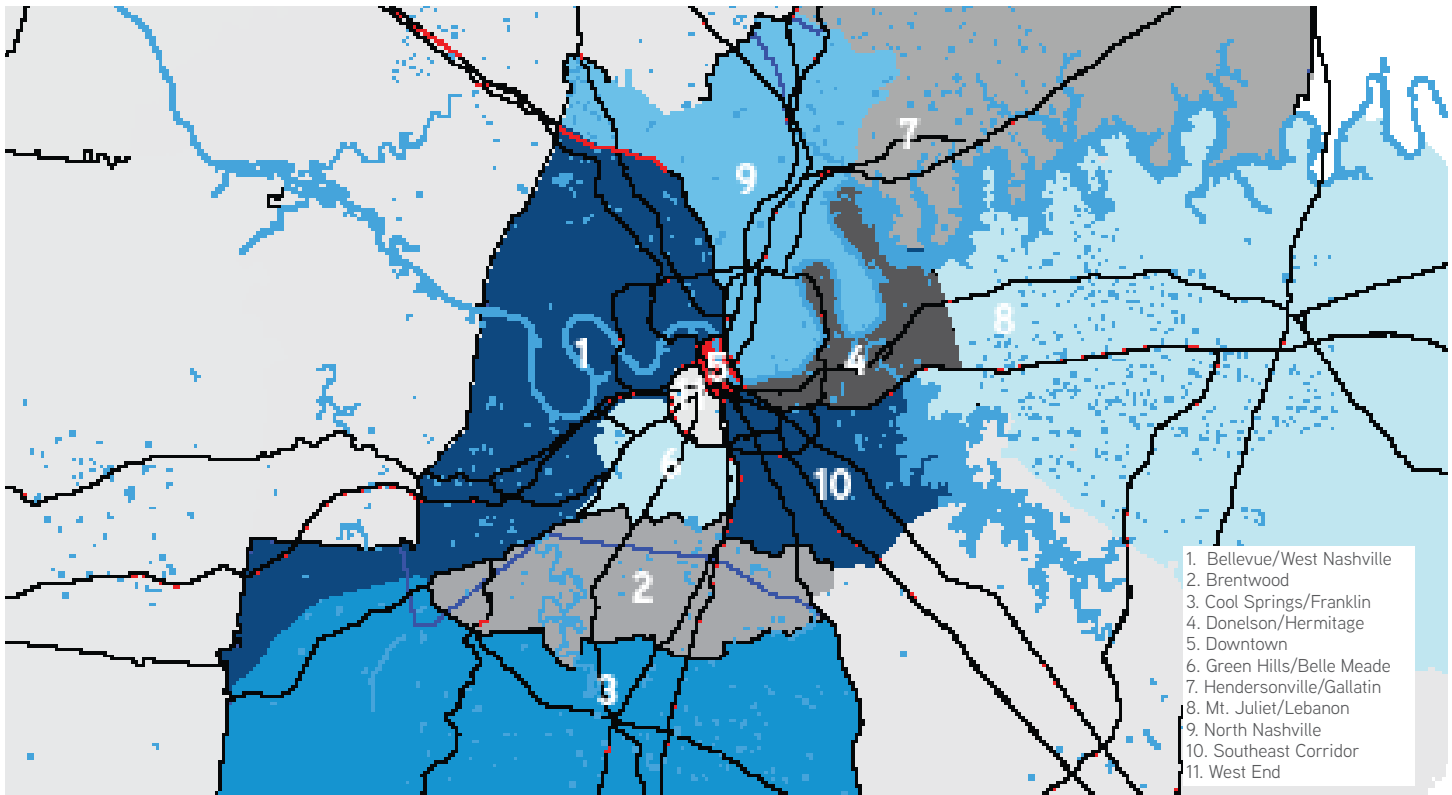 7
9
8
1
5
4
6
10
2
3
1. Bellevue/West Nashville
2. Brentwood
3. Cool Springs/Franklin
4. Donelson/Hermitage
5. Downtown
6. Green Hills/Belle Meade
7. Hendersonville/Gallatin
8. Mt. Juliet/Lebanon
9. North Nashville
10. Southeast Corridor
11. West End